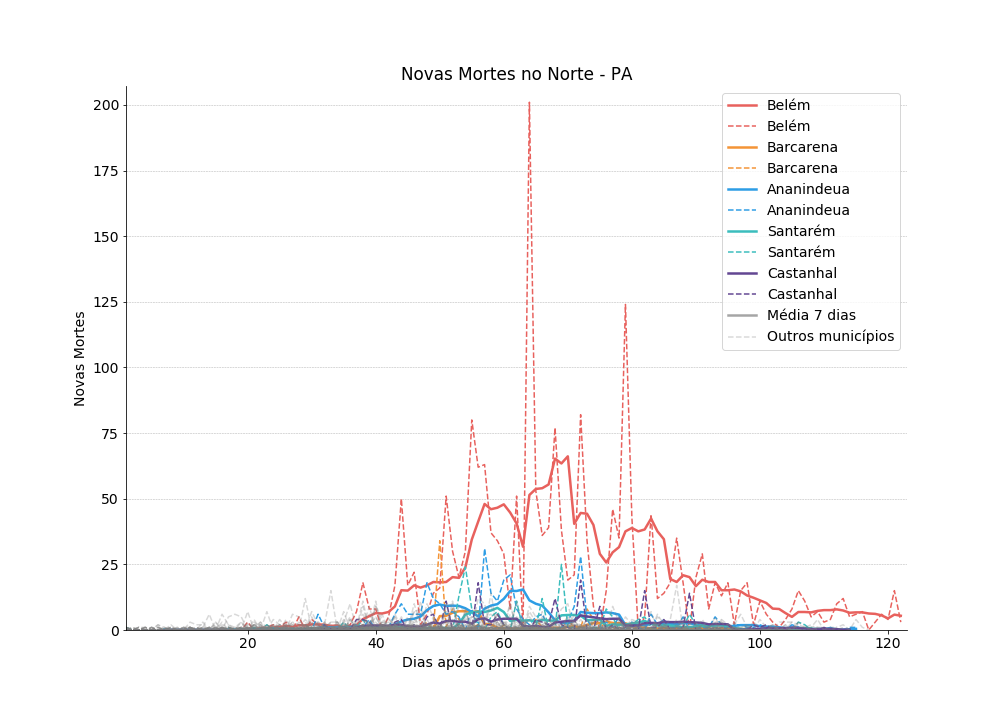 Novas Mortes no Norte - PA
Novas Mortes
200
175
150
125
100
75
50
25
0
20
40
60
80
100
120
Dias após o primeiro confirmado
Belém
Belém
Barcarena
Barcarena
Ananindeua
Ananindeua
Santarém
Santarém
Castanhal
Castanhal
Média 7 dias
Outros municípios